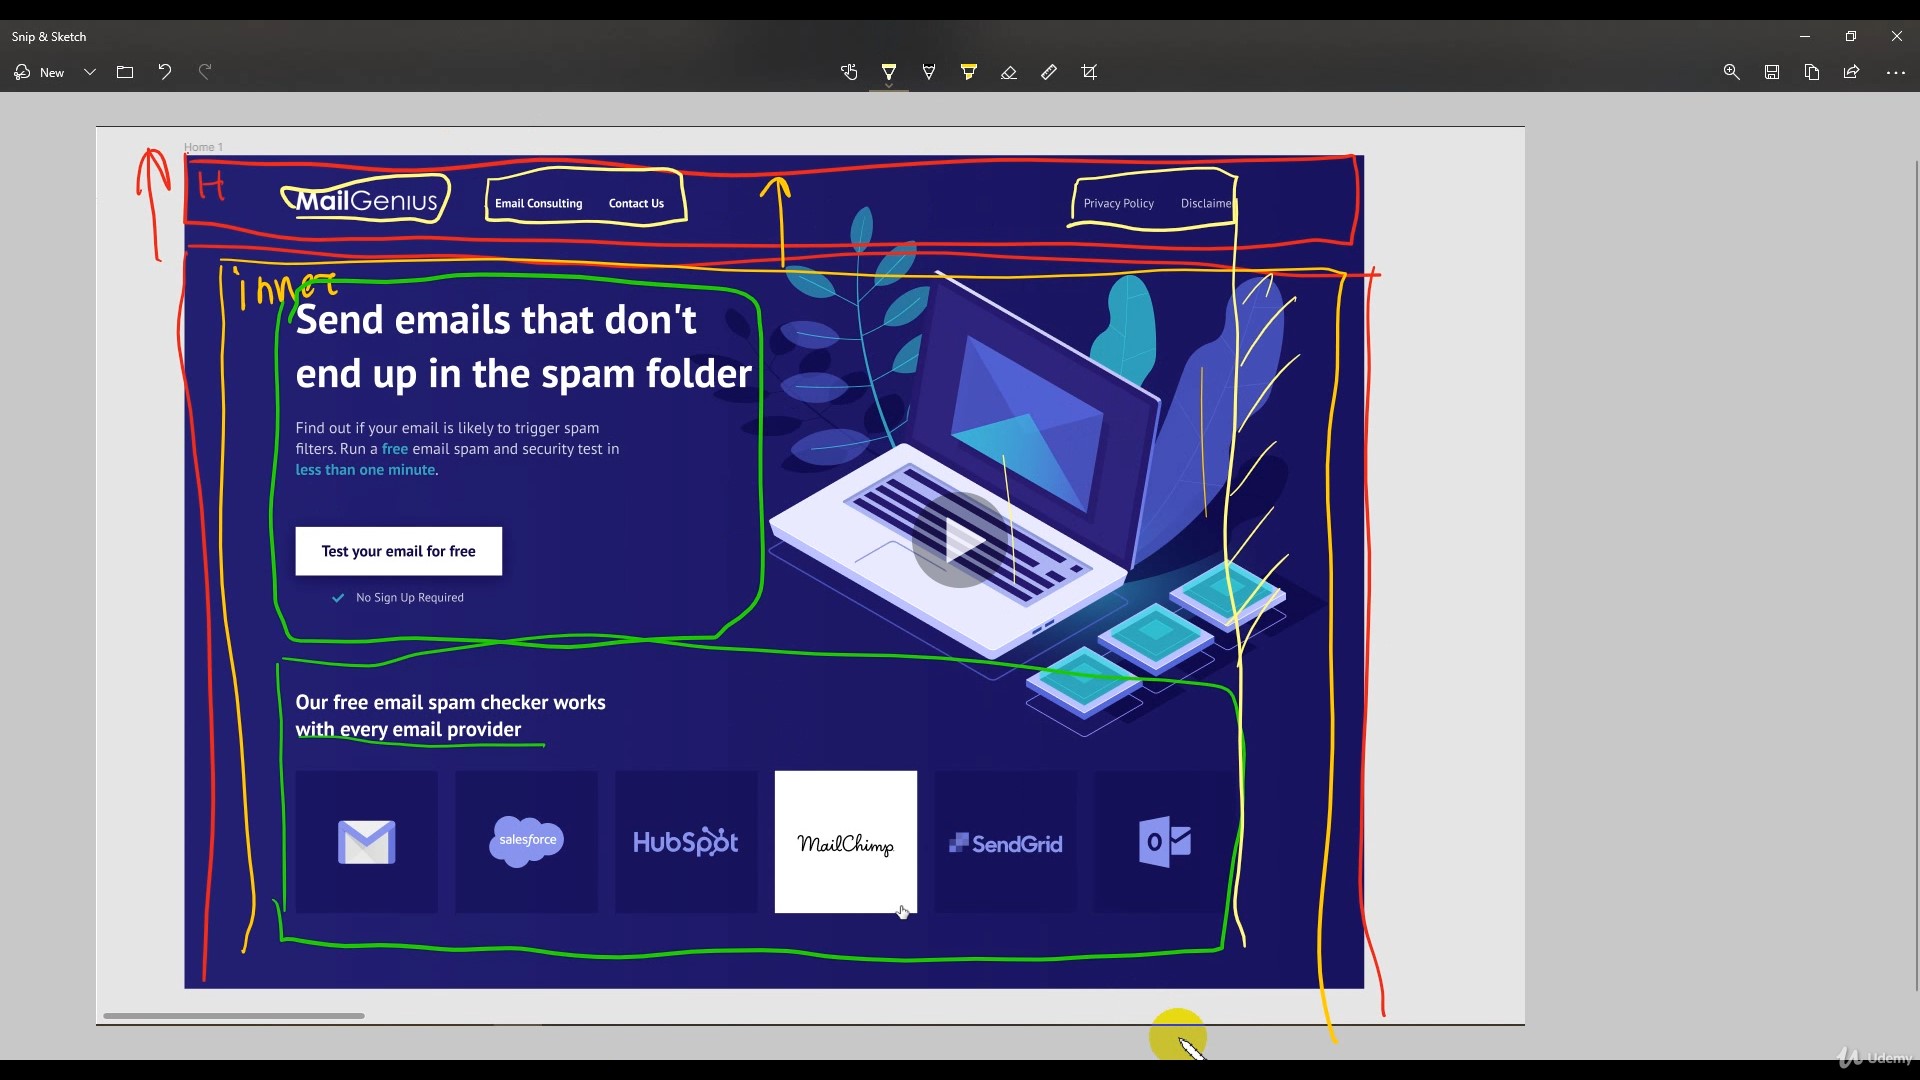 Snip & Sketch
New
Home 1
H
MailGenius
Email Consulting
Contact Us
Privacy Policy
Disclaime
inner
Send emails that don't
end up in the spam folder
Find out if your email is likely to trigger spam
filters. Run a free email spam and security test in
less than one minute.
Test your email for free
No Sign Up Required
Our free email spam checker works
with every email provider
salesforce
HubSpot
MailChimp
SendGrid
O
Udemy